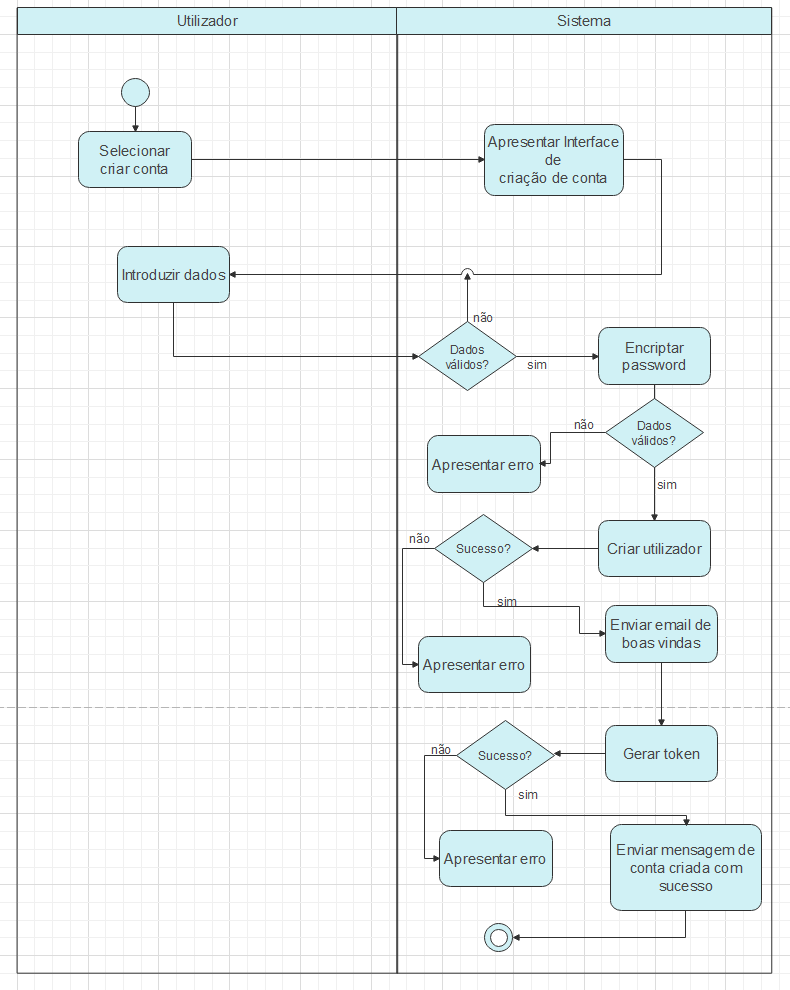 Utilizador
Sistema
Selecionar
criar conta
Apresentar Interface
de
criação de conta
Introduzir dados
não
Dados
válidos?
sim
Encriptar
password
não
Dados
válidos?
Apresentar erro
sim
não
Sucesso?
Criar utilizador
sim
Enviar email de
boas vindas
Apresentar erro
não
Sucesso?
Gerar token
sim
Apresentar erro
Enviar mensagem de
conta criada com
sucesso